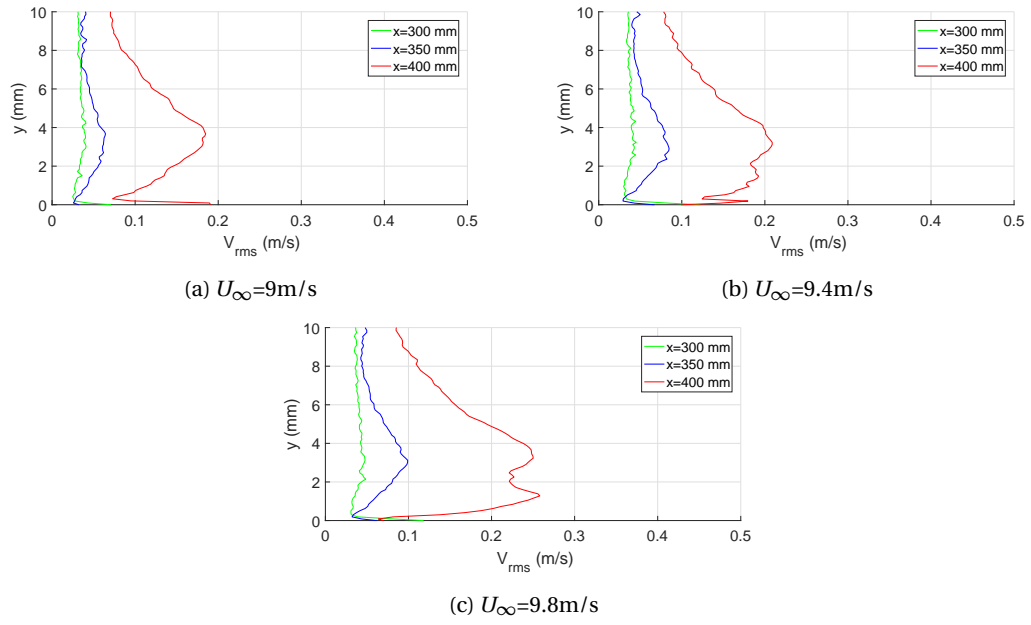 10
8
6
4
2
0
y (mm)
0 0.1 0.2 0.3 0.4 0.5
V_rms (m/s)
x=300 mm
x=350 mm
x=400 mm
(a) U∞=9m/s
10
8
6
4
2
0
y (mm)
0 0.1 0.2 0.3 0.4 0.5
V_rms (m/s)
x=300 mm
x=350 mm
x=400 mm
(b) U∞=9.4m/s
10
8
6
4
2
0
y (mm)
0 0.1 0.2 0.3 0.4 0.5
V_rms (m/s)
x=300 mm
x=350 mm
x=400 mm
(c) U∞=9.8m/s